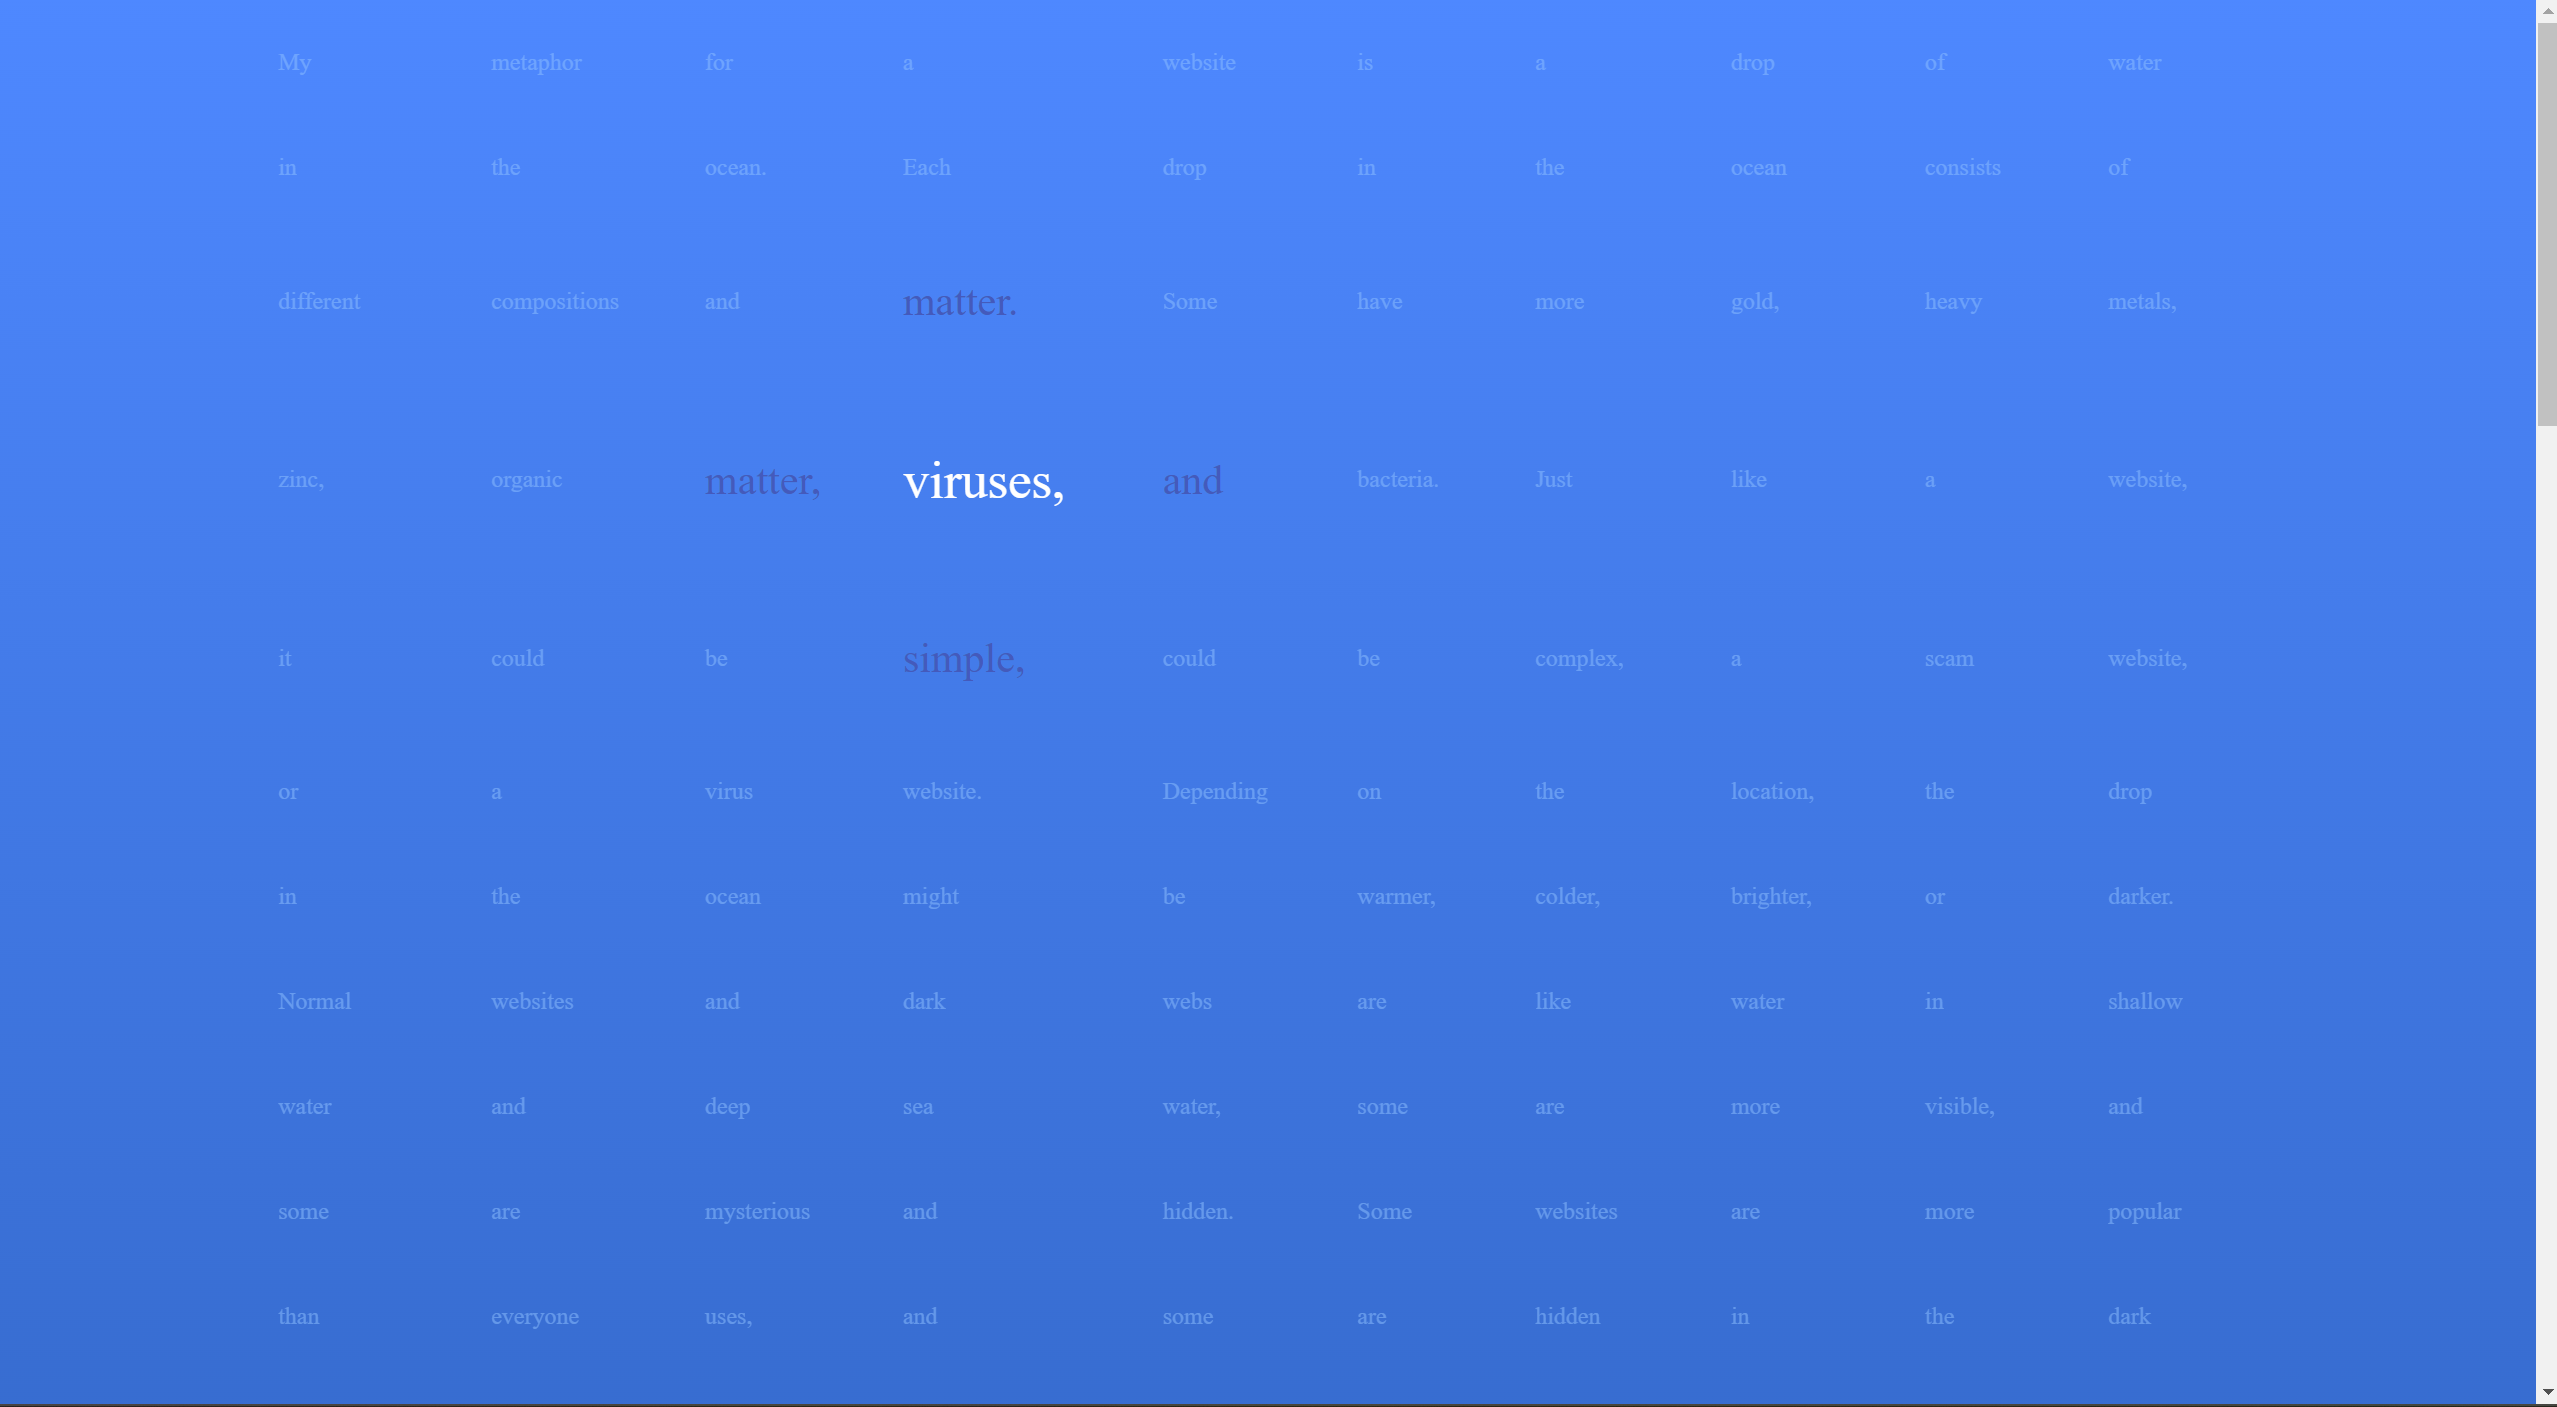 My metaphor for a website is a drop of water
in the ocean. Each drop in the ocean consists of
different compositions and matter. Some have more gold, heavy metals,
zinc, organic matter, viruses, and bacteria. Just like a website,
it could be simple, could be complex, a scam website,
or a virus website. Depending on the location, the drop
in the ocean might be warmer, colder, brighter, or darker.
Normal websites and dark webs are like water in shallow
water and deep sea water, some are more visible, and
some are mysterious and hidden. Some websites are more popular
than everyone uses, and some are hidden in the dark